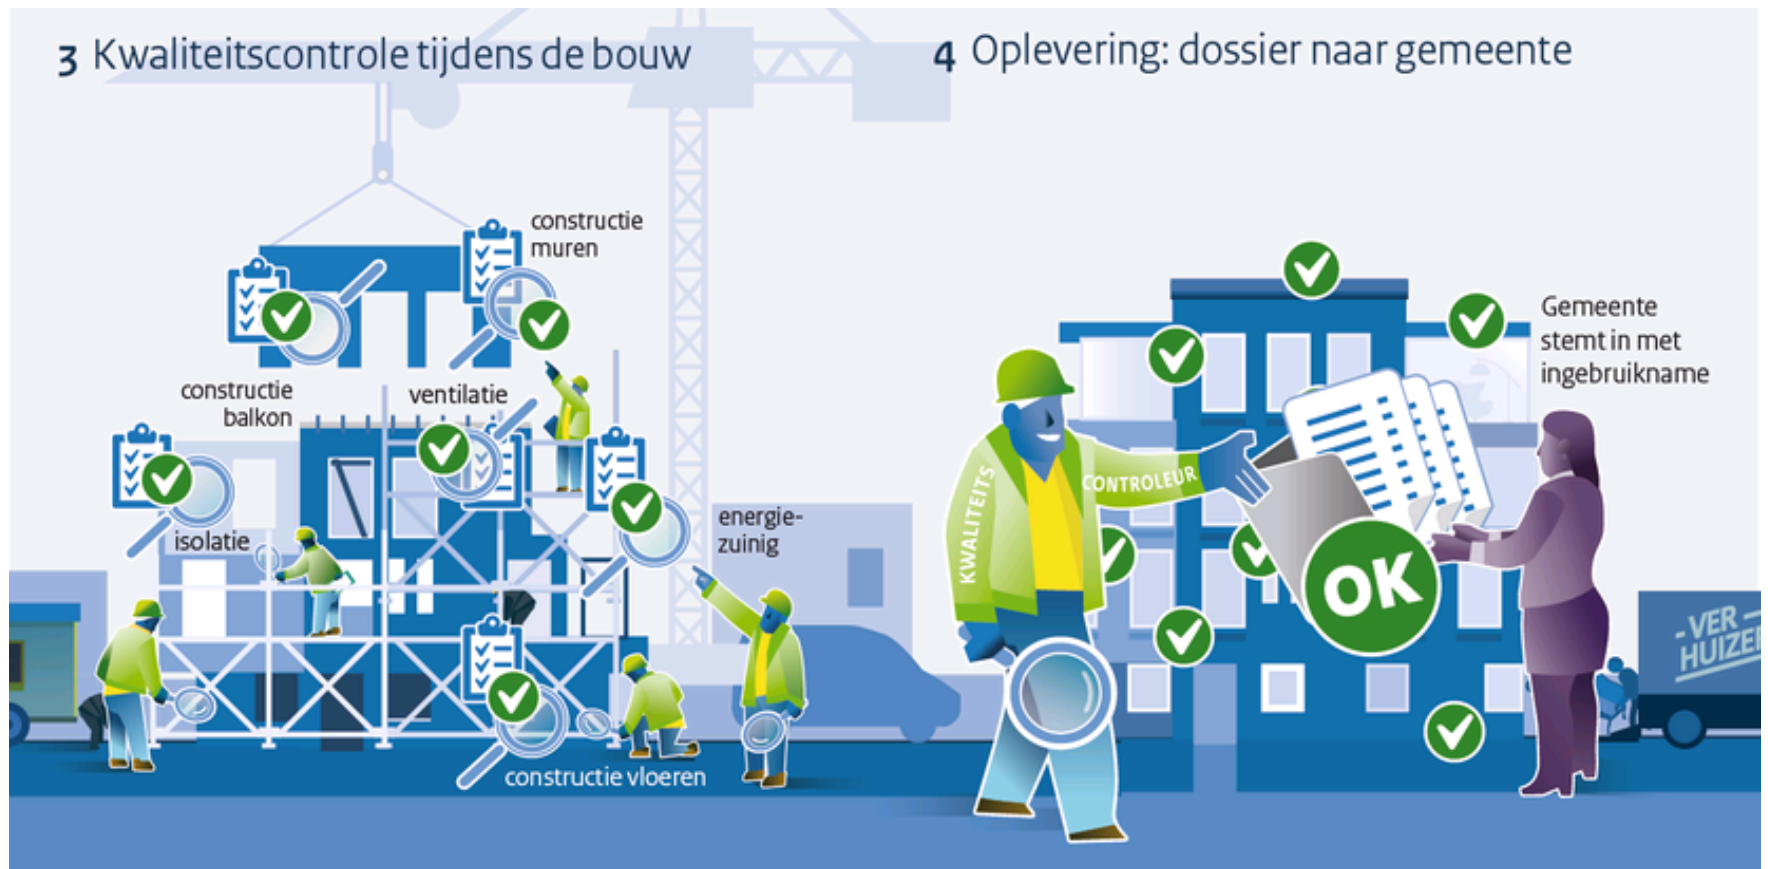 3 Kwaliteitscontrole tijdens de bouw
constructie
muren
constructie
balkon
ventilatie
isolatie
energie-
zuinig
constructie vloeren
4 Oplevering: dossier naar gemeente
Gemeente
stemt in met
ingebruikname
KWALITEITS
CONTROLEUR
OK
- VER -
HUIZE